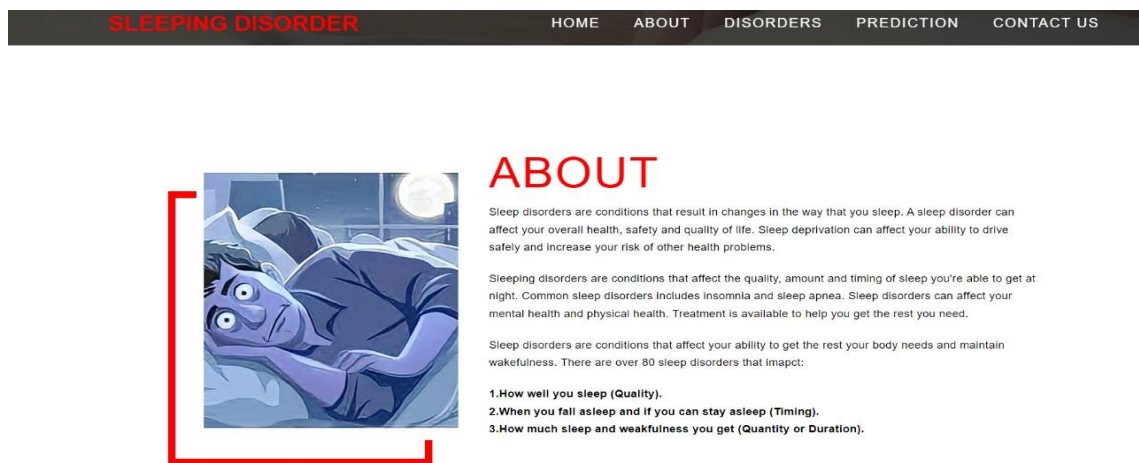 SLEEPING DISORDER
HOME ABOUT DISORDERS PREDICTION CONTACT US
ABOUT
Sleep disorders are conditions that result in changes in the way that you sleep. A sleep disorder can
affect your overall health, safety and quality of life. Sleep deprivation can affect your ability to drive
safely and increase your risk of other health problems.
Sleeping disorders are conditions that affect the quality, amount and timing of sleep you're able to get at
night. Common sleep disorders includes insomnia and sleep apnea. Sleep disorders can affect your
mental health and physical health. Treatment is available to help you get the rest you need.
Sleep disorders are conditions that affect your ability to get the rest your body needs and maintain
wakefulness. There are over 80 sleep disorders that imapct:
1.How well you sleep (Quality).
2.When you fall asleep and if you can stay asleep (Timing).
3.How much sleep and weakfulness you get (Quantity or Duration).